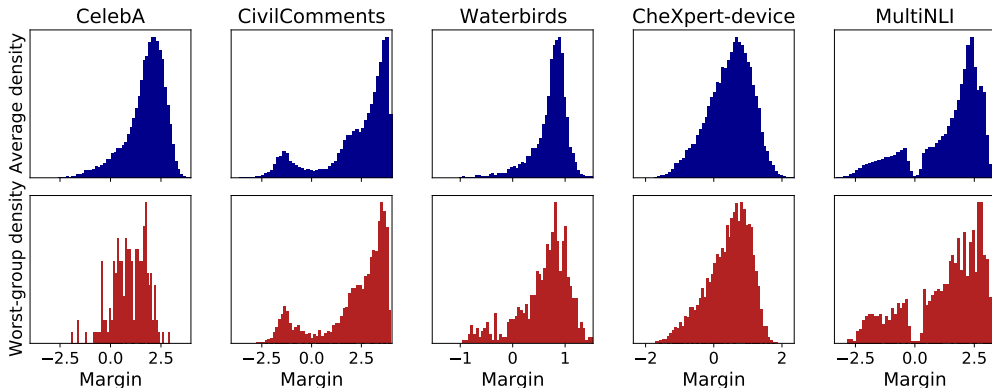 CelebA CivilComments Waterbirds CheXpert-device MultiNLI
Average density
Worst-group density
−2.5 0.0 2.5 −2.5 0.0 2.5 −1 0 1 −2 0 2 −2.5 0.0 2.5
Margin Margin Margin Margin Margin